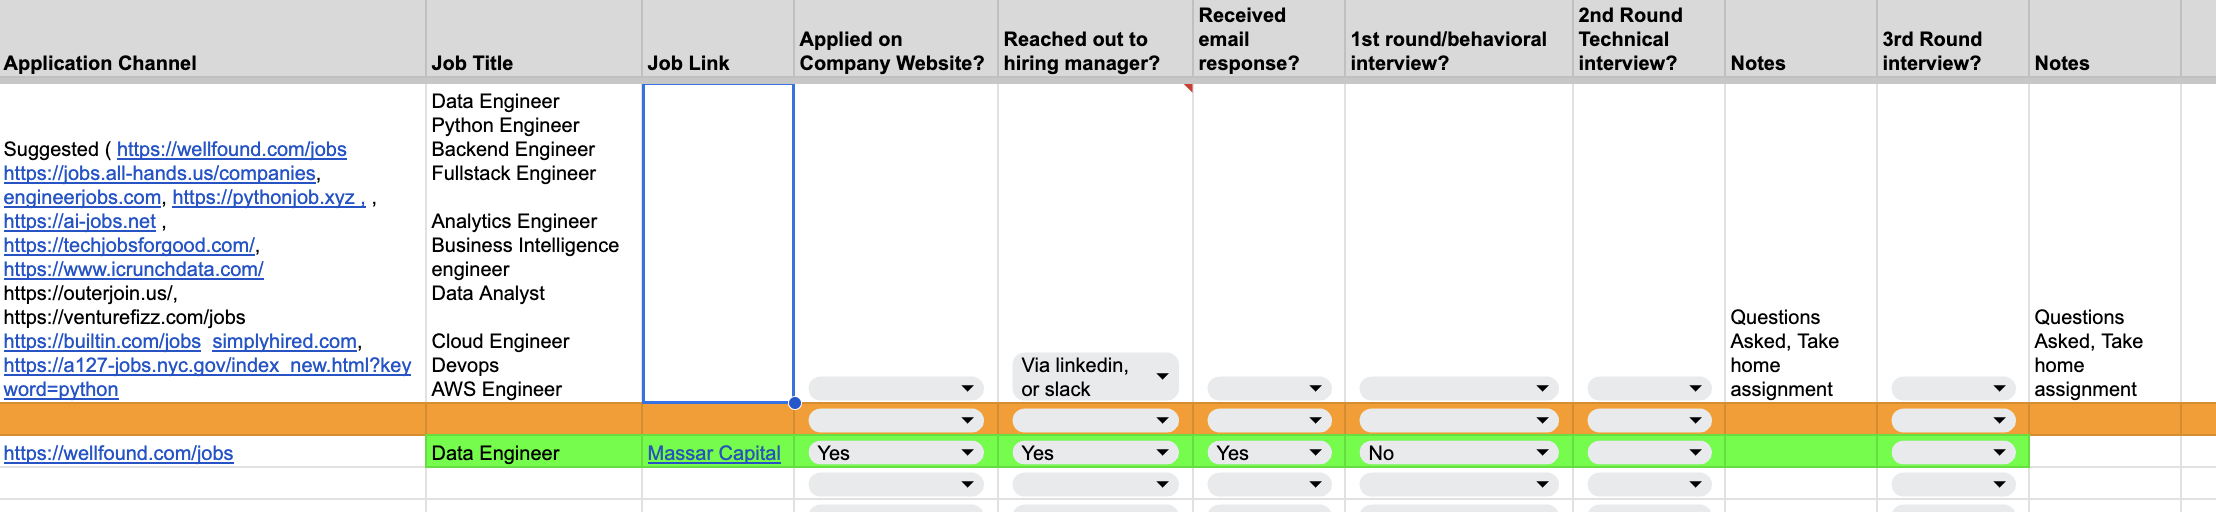 Application Channel
Job Title
Job Link
Applied on
Company Website?
Reached out to
hiring manager?
Received
email
response?
1st round/behavioral
interview?
2nd Round
Technical
interview?
Notes
3rd Round
interview?
Notes
Suggested ( https://wellfound.com/jobs
https://jobs.all-hands.us/companies,
engineerjobs.com, https://pythonjob.xyz , ,
https://ai-jobs.net ,
https://techjobsforgood.com/,
https://www.icrunchdata.com/
https://outerjoin.us/,
https://venturefizz.com/jobs
https://builtin.com/jobs simplyhired.com,
https://a127-jobs.nyc.gov/index_new.html?key
word=python
Data Engineer
Python Engineer
Backend Engineer
Fullstack Engineer
Analytics Engineer
Business Intelligence
engineer
Data Analyst
Cloud Engineer
Devops
AWS Engineer
Via linkedin,
or slack
Questions
Asked, Take
home
assignment
Questions
Asked, Take
home
assignment
https://wellfound.com/jobs
Data Engineer
Massar Capital
Yes
Yes
Yes
No